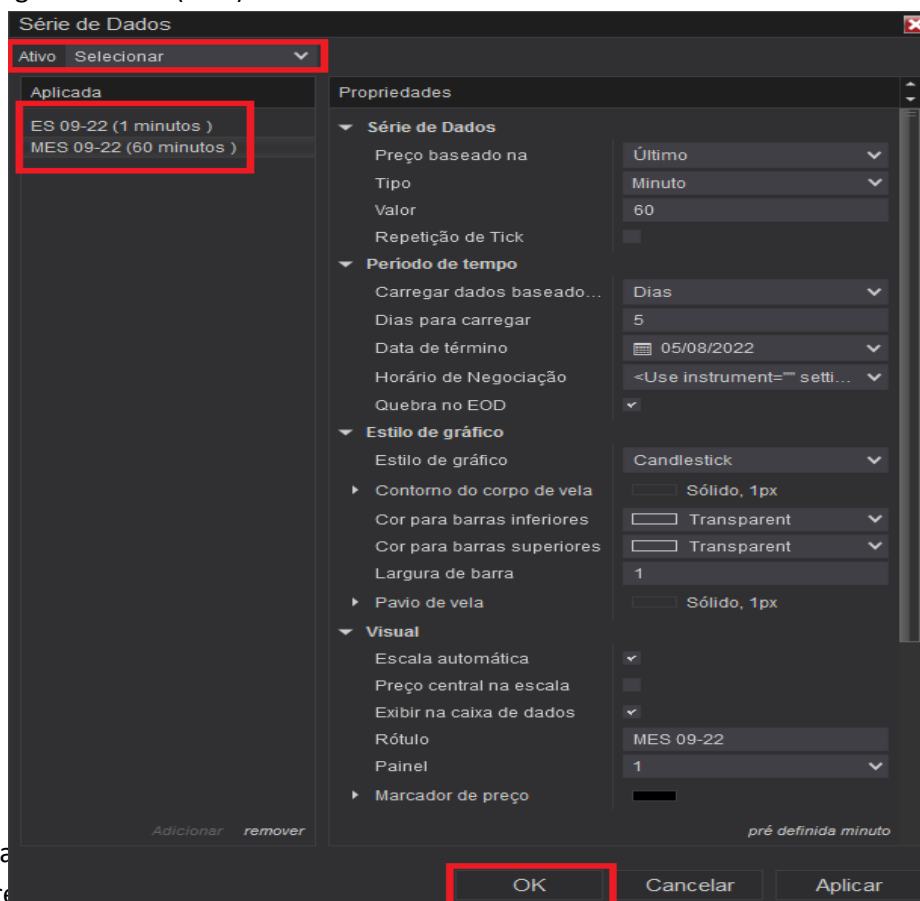 Série de Dados
Ativo Selecionar
Aplicada
Propriedades
ES 09-22 (1 minutos )
MES 09-22 (60 minutos )
Série de Dados
Preço baseado na Último
Tipo Minuto
Valor 60
Repetição de Tick
Período de tempo
Carregar dados baseado... Dias
Dias para carregar 5
Data de término 05/08/2022
Horário de Negociação <Use instrument="" setti...
Quebra no EOD
Estilo de gráfico
Estilo de gráfico Candlestick
Contorno do corpo de vela Sólido, 1px
Cor para barras inferiores Transparent
Cor para barras superiores Transparent
Largura de barra 1
Pavio de vela Sólido, 1px
Visual
Escala automática
Preço central na escala
Exibir na caixa de dados
Rótulo MES 09-22
Painel 1
Marcador de preço
Adicionar remover
pré definida minuto
OK Cancelar Aplicar